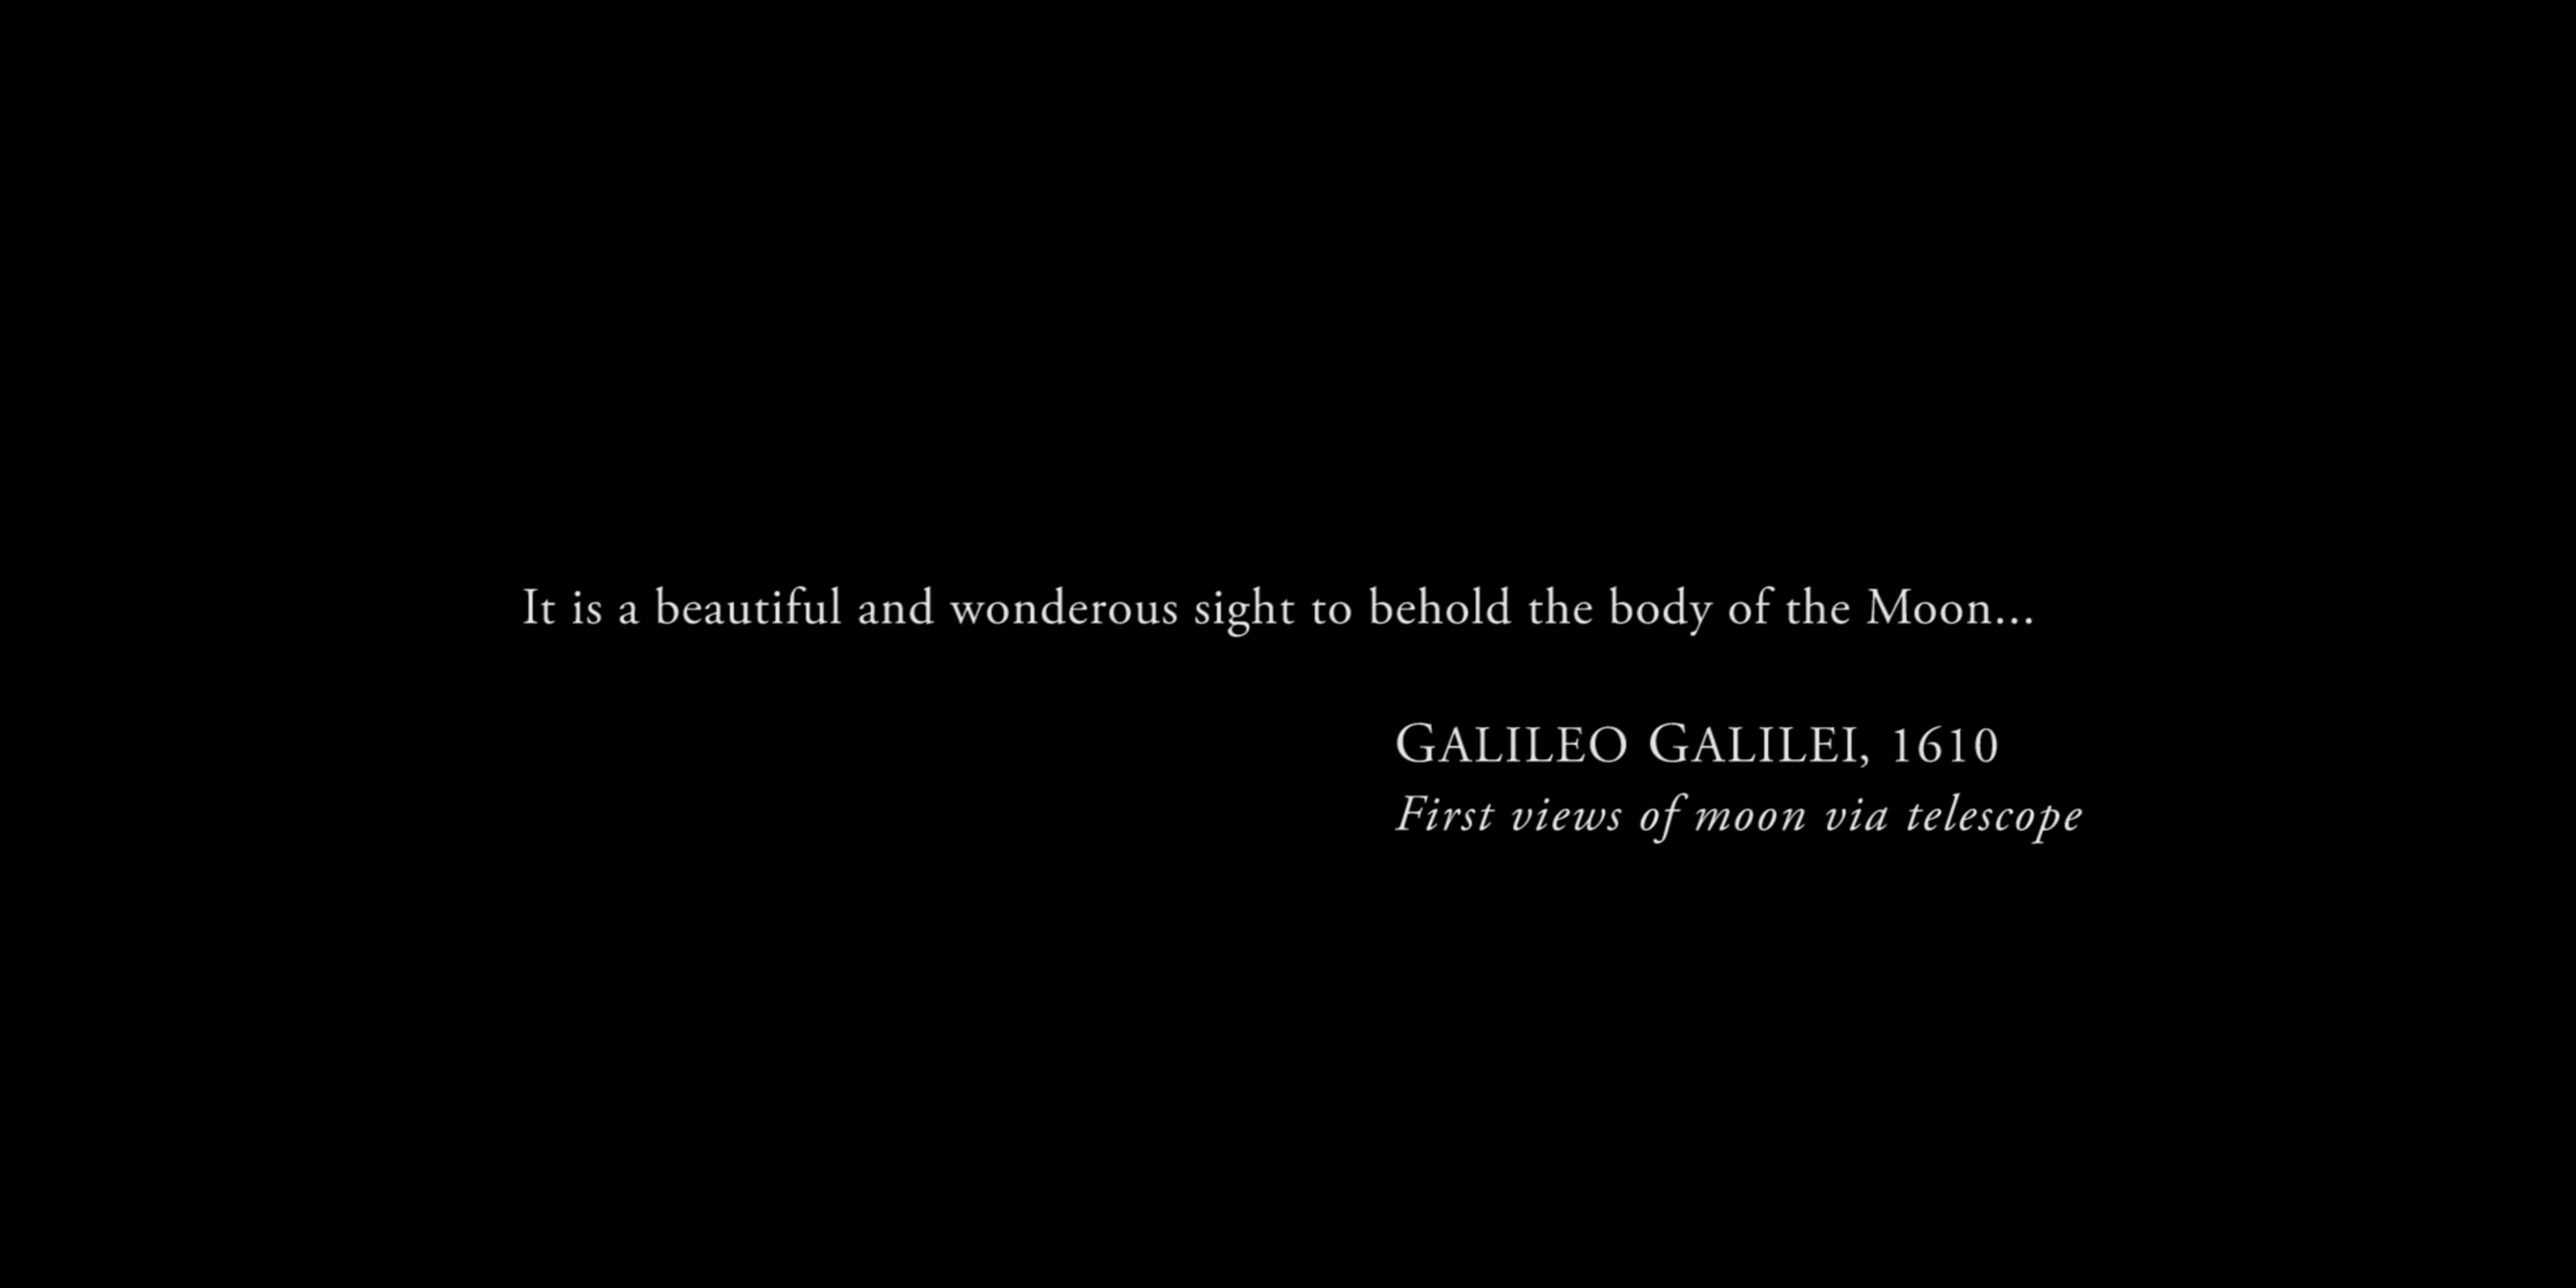 It is a beautiful and wonderous sight to behold the body of the Moon...
GALILEO GALILEI, 1610
First views of moon via telescope